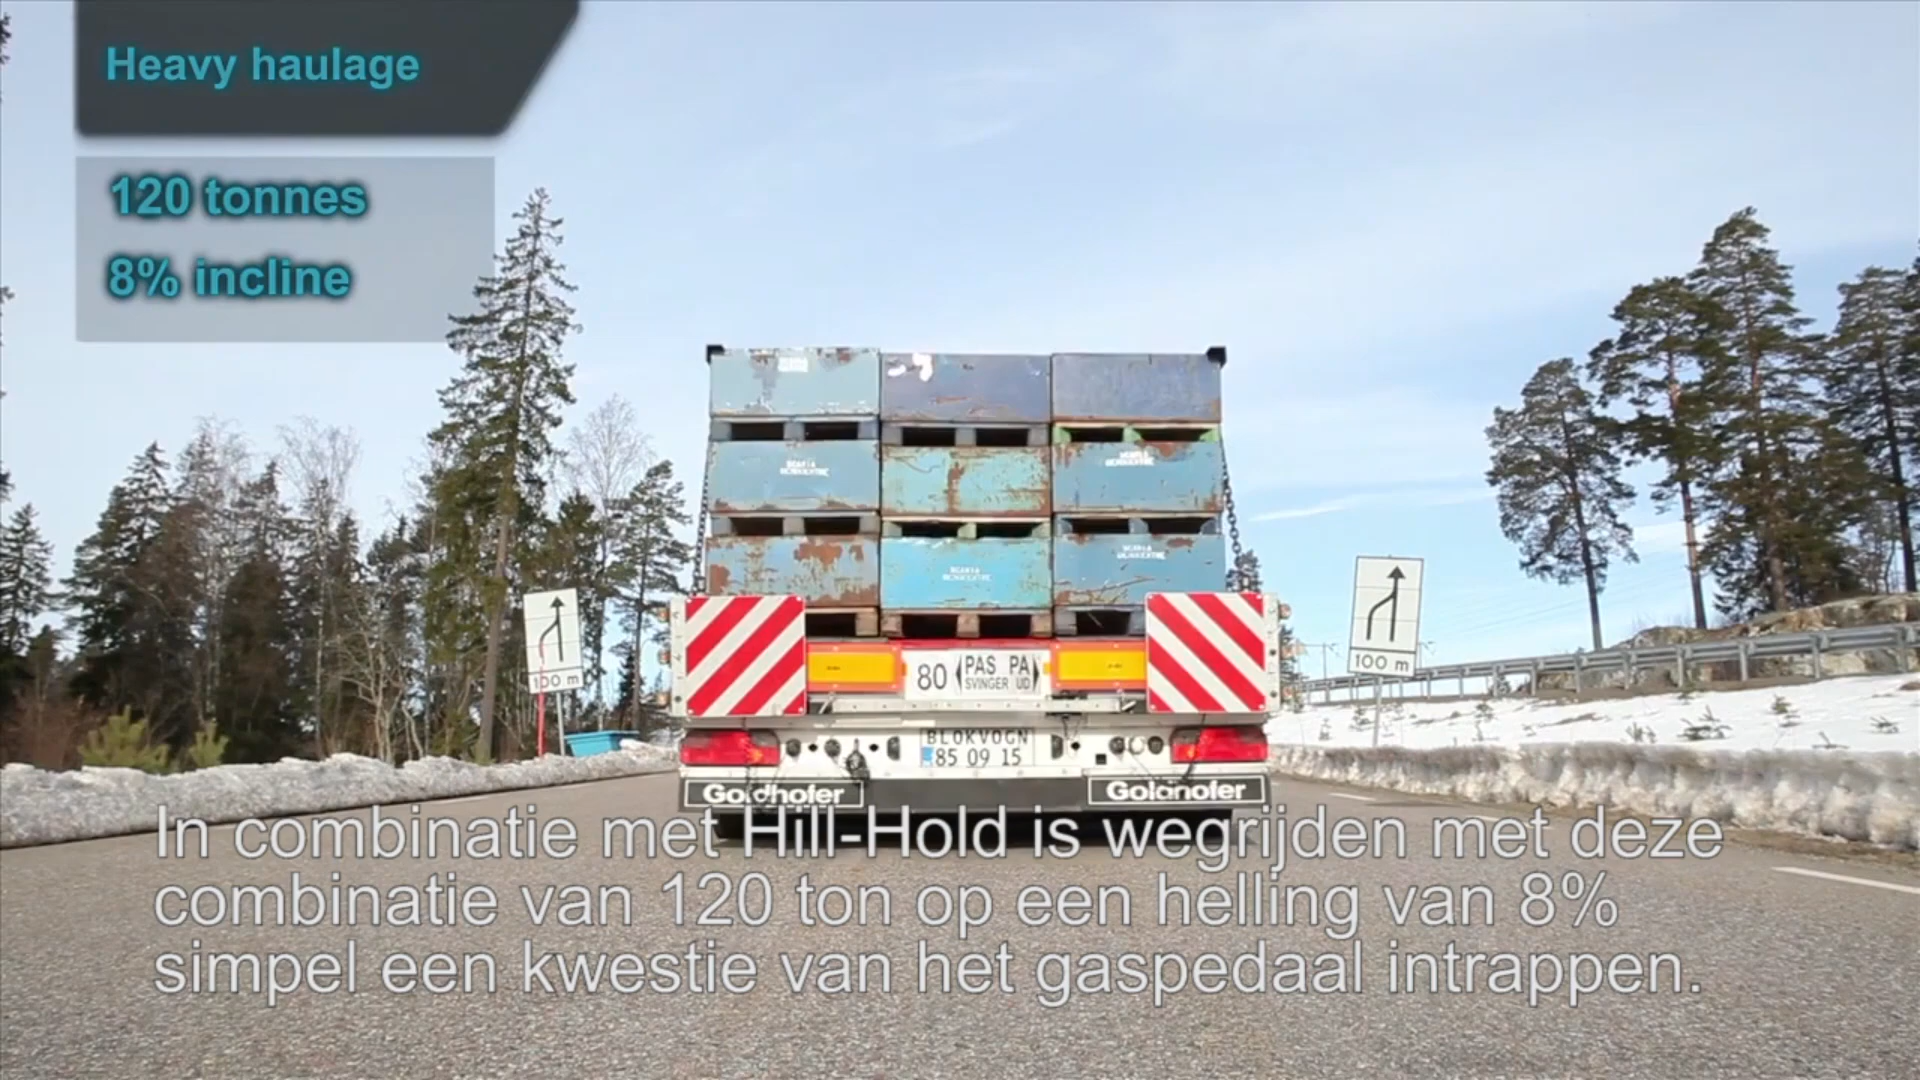 Heavy haulage
120 tonnes
8% incline
100 m
100 m
80 PAS PA
SVINGER UD
BLOKVOGN
85 09 15
Goldhofer
Goldhofer
In combinatie met Hill-Hold is wegrijden met deze
combinatie van 120 ton op een helling van 8%
simpel een kwestie van het gaspedaal intrappen.